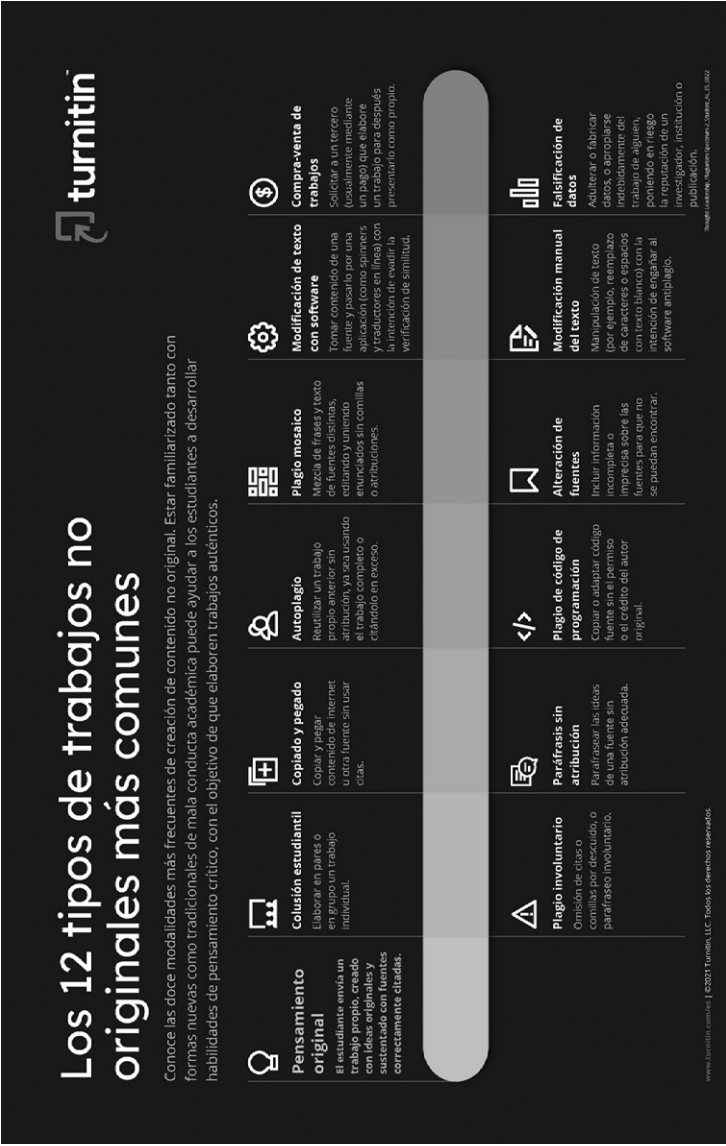 turnitin
Los 12 tipos de trabajos no
originales más comunes
Conoce las doce modalidades más frecuentes de creación de contenido no original. Estar familiarizado tanto con
formas nuevas como tradicionales de mala conducta académica puede ayudar a los estudiantes a desarrollar
habilidades de pensamiento crítico, con el objetivo de que elaboren trabajos auténticos.
Pensamiento
original
El estudiante envía un
trabajo propio, creado
con ideas originales y
sustentado con fuentes
correctamente citadas.
Colusión estudiantil
Elaborar en pares o
en grupo un trabajo
individual.
Copiado y pegado
Copiar y pegar
contenido de internet
u otra fuente sin usar
citas.
Autoplagio
Reutilizar un trabajo
propio anterior sin
atribución, ya sea usando
el trabajo completo o
citándolo en exceso.
Plagio mosaico
Mezcla de frases y texto
de fuentes distintas,
editando y uniendo
enunciados sin comillas
o atribuciones.
Modificación de texto
con software
Tomar contenido de una
fuente y pasarlo por una
aplicación (como spinners
y traductores en línea) con
la intención de evadir la
verificación de similitud.
Compra-venta de
trabajos
Solicitar a un tercero
(usualmente mediante
un pago) que elabore
un trabajo para después
presentarlo como propio.
Plagio involuntario
Omisión de citas o
comillas por descuido, o
parafraseo involuntario.
Paráfrasis sin
atribución
Parafrasear las ideas
de una fuente sin
atribución adecuada.
Plagio de código de
programación
Copiar o adaptar código
fuente sin el permiso
o el crédito del autor
original.
Alteración de
fuentes
Incluir información
incompleta o
imprecisa sobre las
fuentes para que no
se puedan encontrar.
Modificación manual
del texto
Manipulación de texto
(por ejemplo, reemplazo
de caracteres o espacios
con texto blanco) con la
intención de engañar al
software antiplagio.
Falsificación de
datos
Adulterar o fabricar
datos, o apropiarse
indebidamente del
trabajo de alguien,
poniendo en riesgo
la reputación de un
investigador, institución o
publicación.
www.turnitin.com/es | ©2021 Turnitin, LLC. Todos los derechos reservados.